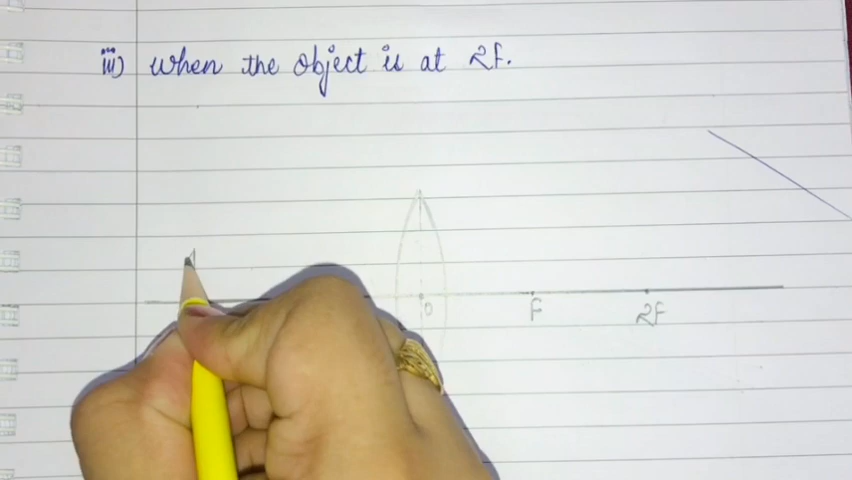 iii) When the object is at 2f.
A
O F 2F